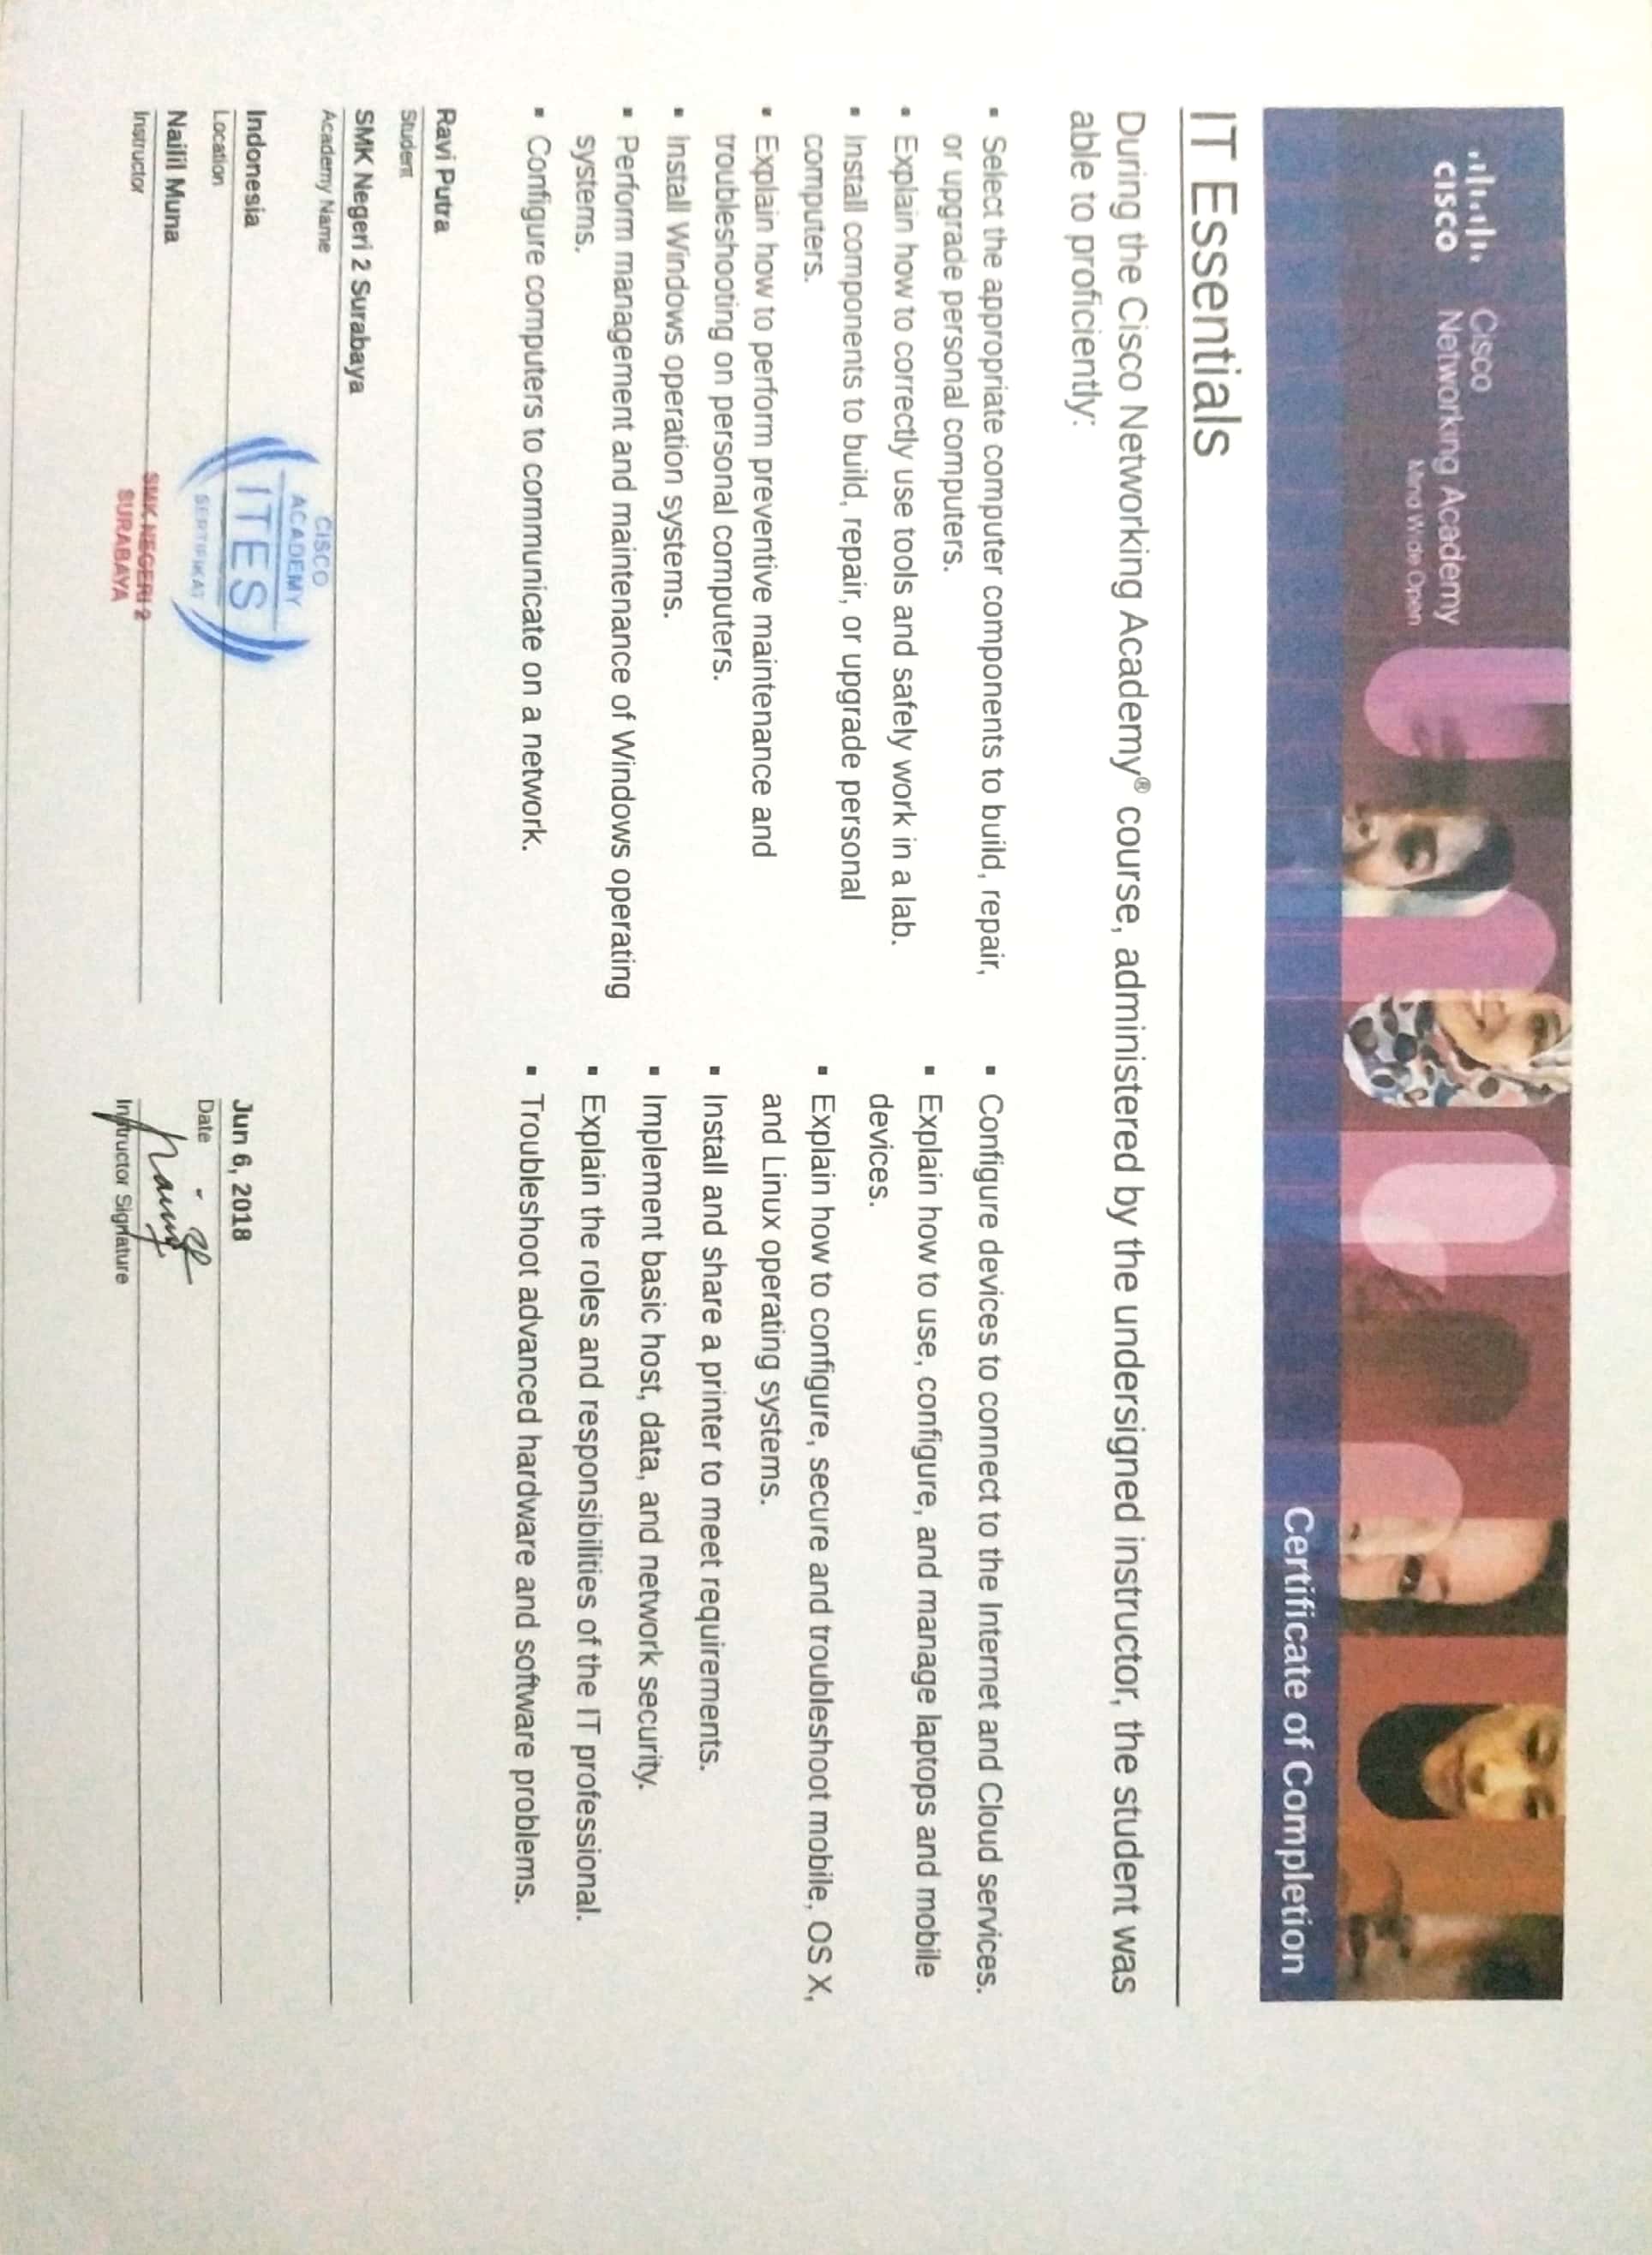 CISCO
Cisco
Networking Academy
Mind Wide Open
Certificate of Completion
IT Essentials
During the Cisco Networking Academy® course, administered by the undersigned instructor, the student was
able to proficiently:
▪ Select the appropriate computer components to build, repair,
or upgrade personal computers.
▪ Explain how to correctly use tools and safely work in a lab.
▪ Install components to build, repair, or upgrade personal
computers.
▪ Explain how to perform preventive maintenance and
troubleshooting on personal computers.
▪ Install Windows operation systems.
▪ Perform management and maintenance of Windows operating
systems.
▪ Configure computers to communicate on a network.
▪ Configure devices to connect to the Internet and Cloud services.
▪ Explain how to use, configure, and manage laptops and mobile
devices.
▪ Explain how to configure, secure and troubleshoot mobile, OS X,
and Linux operating systems.
▪ Install and share a printer to meet requirements.
▪ Implement basic host, data, and network security.
▪ Explain the roles and responsibilities of the IT professional.
▪ Troubleshoot advanced hardware and software problems.
Ravi Putra
Student
SMK Negeri 2 Surabaya
Academy Name
CISCO
ACADEMY
ITES
SERTIFIKAT
SMK NEGERI 2
SURABAYA
Indonesia
Location
Jun 6, 2018
Date
Nailil Muna
Instructor
Instructor Signature